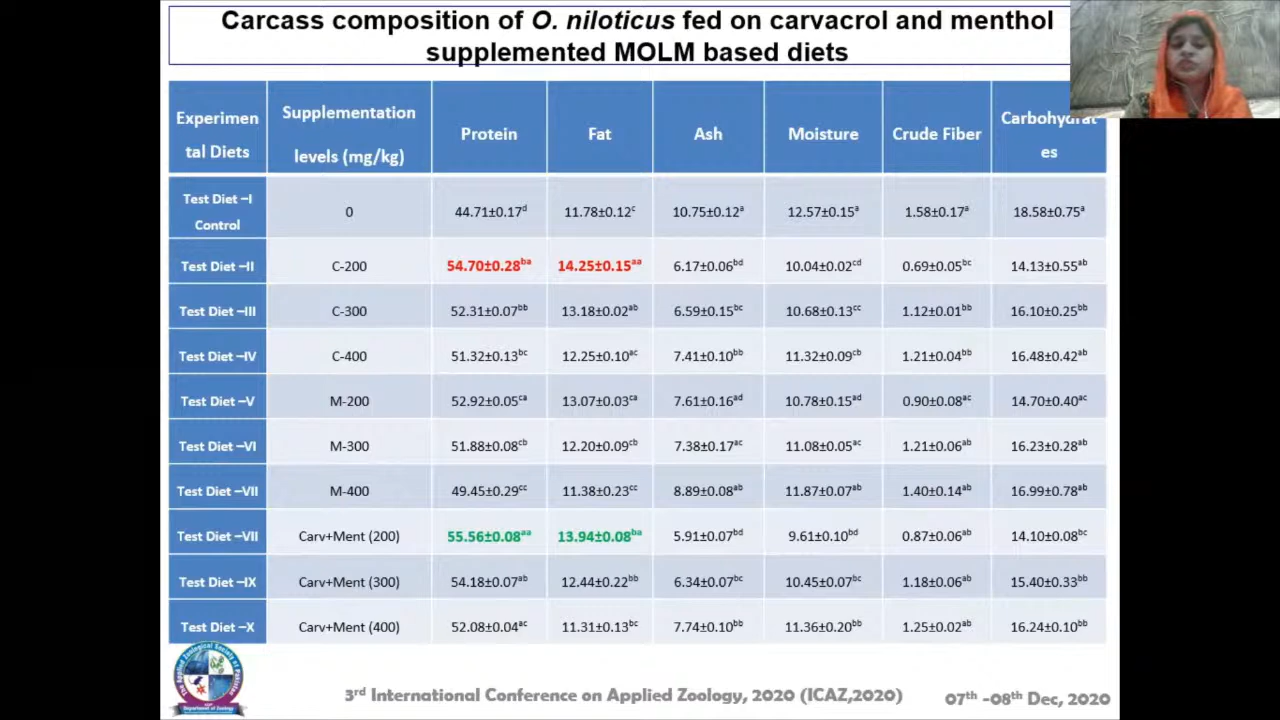 Carcass composition of O. niloticus fed on carvacrol and menthol
supplemented MOLM based diets
Experimen
tal Diets
Supplementation
levels (mg/kg)
Protein
Fat
Ash
Moisture
Crude Fiber
Carbohydrat
es
Test Diet –I
Control
0
44.71±0.17d
11.78±0.12c
10.75±0.12a
12.57±0.15a
1.58±0.17a
18.58±0.75a
Test Diet –II
C-200
54.70±0.28ba
14.25±0.15aa
6.17±0.06bd
10.04±0.02cd
0.69±0.05bc
14.13±0.55ab
Test Diet –III
C-300
52.31±0.07bb
13.18±0.02ab
6.59±0.15bc
10.68±0.13cc
1.12±0.01bb
16.10±0.25bb
Test Diet –IV
C-400
51.32±0.13bc
12.25±0.10ac
7.41±0.10bb
11.32±0.09cb
1.21±0.04bb
16.48±0.42ab
Test Diet –V
M-200
52.92±0.05ca
13.07±0.03ca
7.61±0.16ad
10.78±0.15ad
0.90±0.08ac
14.70±0.40ac
Test Diet –VI
M-300
51.88±0.08cb
12.20±0.09cb
7.38±0.17ac
11.08±0.05ac
1.21±0.06ab
16.23±0.28ab
Test Diet –VII
M-400
49.45±0.29cc
11.38±0.23cc
8.89±0.08ab
11.87±0.07ab
1.40±0.14ab
16.99±0.78ab
Test Diet –VII
Carv+Ment (200)
55.56±0.08aa
13.94±0.08ba
5.91±0.07bd
9.61±0.10bd
0.87±0.06ab
14.10±0.08bc
Test Diet –IX
Carv+Ment (300)
54.18±0.07ab
12.44±0.22bb
6.34±0.07bc
10.45±0.07bc
1.18±0.06ab
15.40±0.33bb
Test Diet –X
Carv+Ment (400)
52.08±0.04ac
11.31±0.13bc
7.74±0.10bb
11.36±0.20bb
1.25±0.02ab
16.24±0.10bb
3rd International Conference on Applied Zoology, 2020 (ICAZ,2020)
07th -08th Dec, 2020